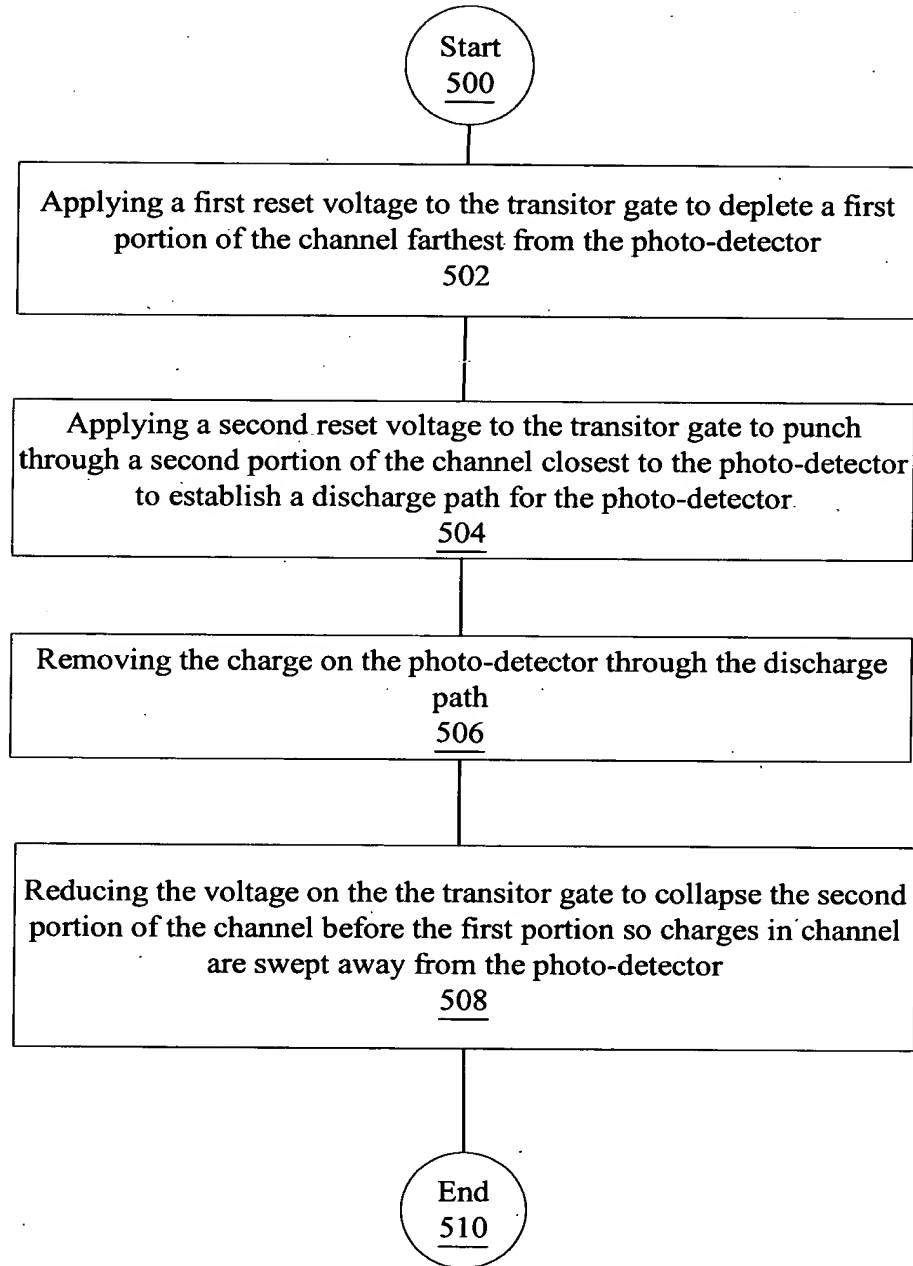 Start
500
Applying a first reset voltage to the transitor gate to deplete a first
portion of the channel farthest from the photo-detector
502
Applying a second reset voltage to the transitor gate to punch
through a second portion of the channel closest to the photo-detector
to establish a discharge path for the photo-detector
504
Removing the charge on the photo-detector through the discharge
path
506
Reducing the voltage on the the transitor gate to collapse the second
portion of the channel before the first portion so charges in channel
are swept away from the photo-detector
508
End
510